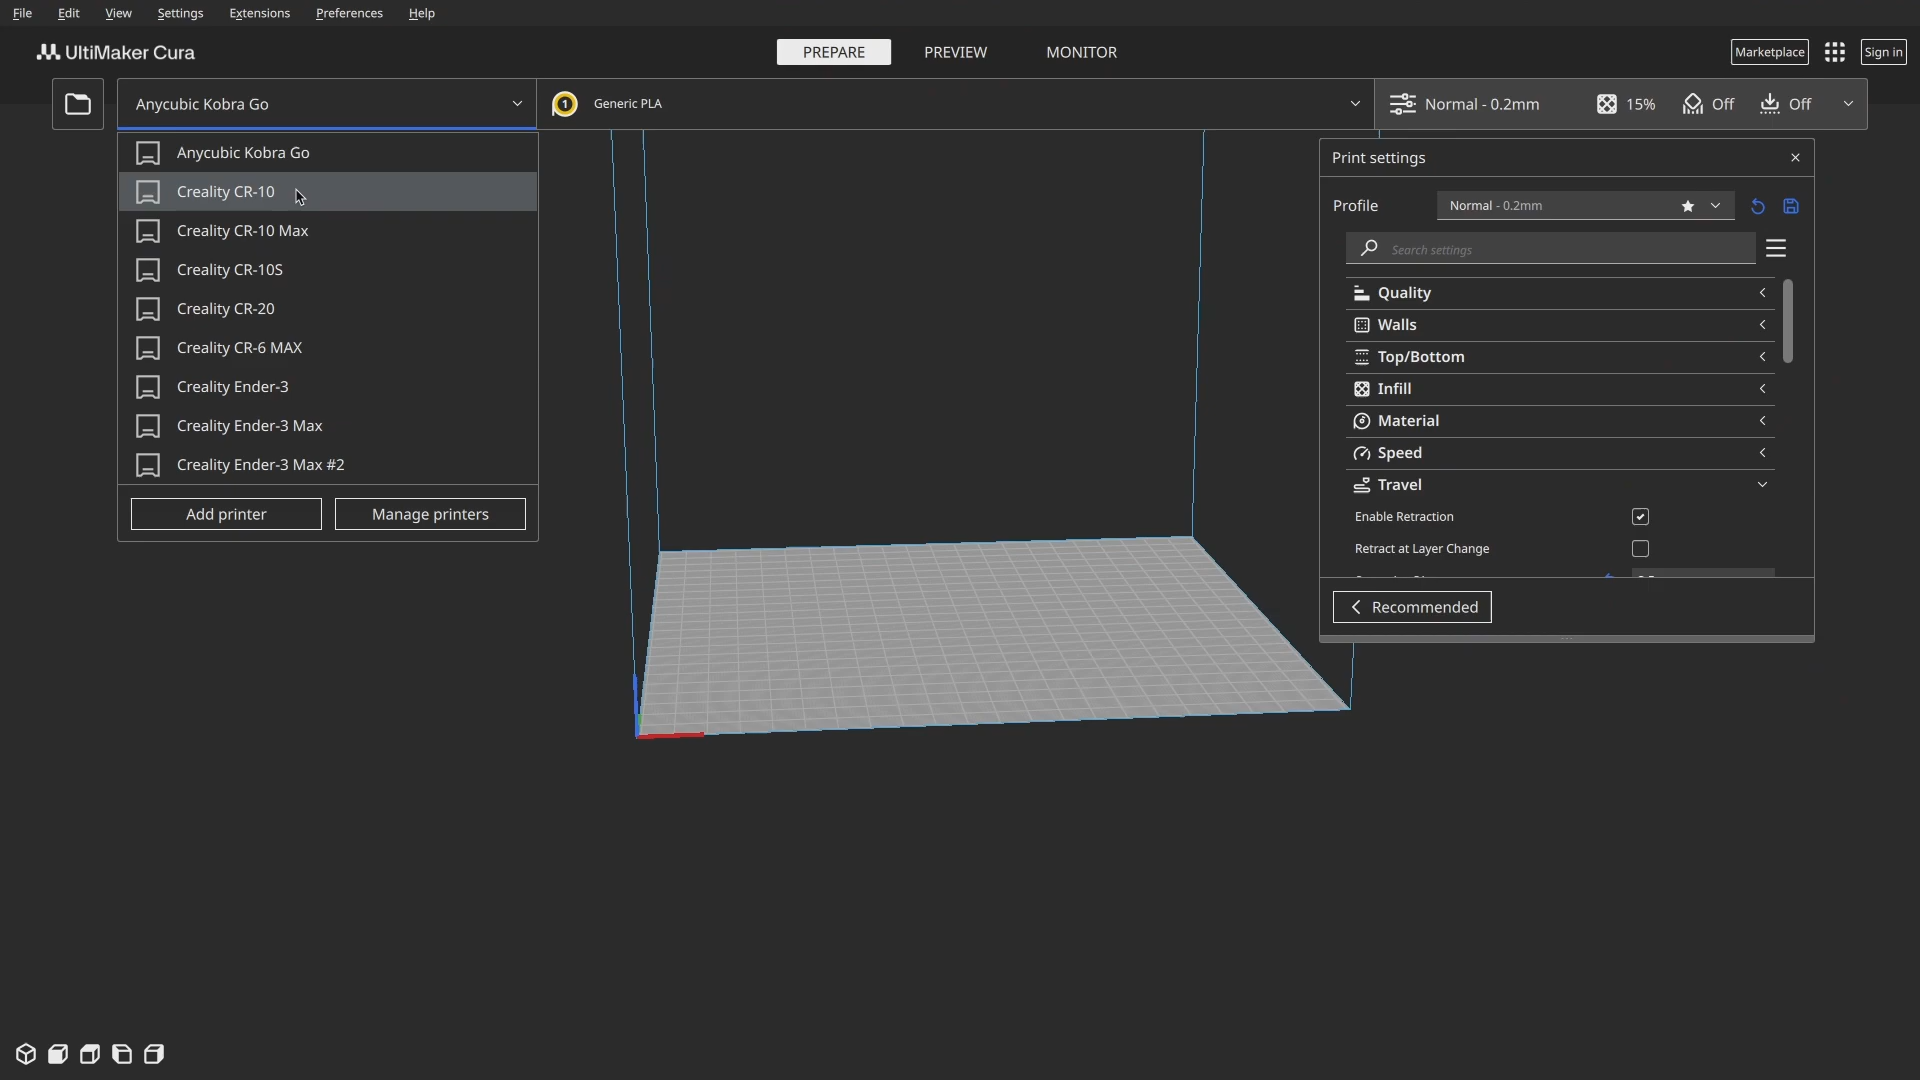 File Edit View Settings Extensions Preferences Help
UltiMaker Cura
PREPARE PREVIEW MONITOR
Marketplace Sign in
Anycubic Kobra Go
1 Generic PLA
Normal - 0.2mm 15% Off Off
Anycubic Kobra Go
Creality CR-10
Creality CR-10 Max
Creality CR-10S
Creality CR-20
Creality CR-6 MAX
Creality Ender-3
Creality Ender-3 Max
Creality Ender-3 Max #2
Add printer Manage printers
Print settings
Profile Normal - 0.2mm
Search settings
Quality
Walls
Top/Bottom
Infill
Material
Speed
Travel
Enable Retraction
Retract at Layer Change
Recommended